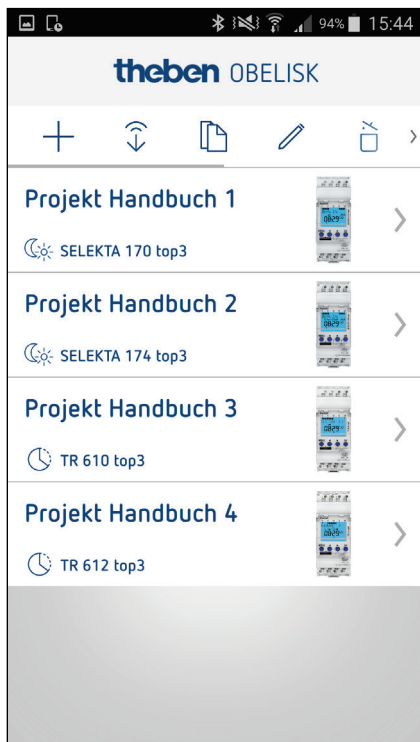 94% 15:44
theben OBELISK
Projekt Handbuch 1
SELEKTA 170 top3
Projekt Handbuch 2
SELEKTA 174 top3
Projekt Handbuch 3
TR 610 top3
Projekt Handbuch 4
TR 612 top3